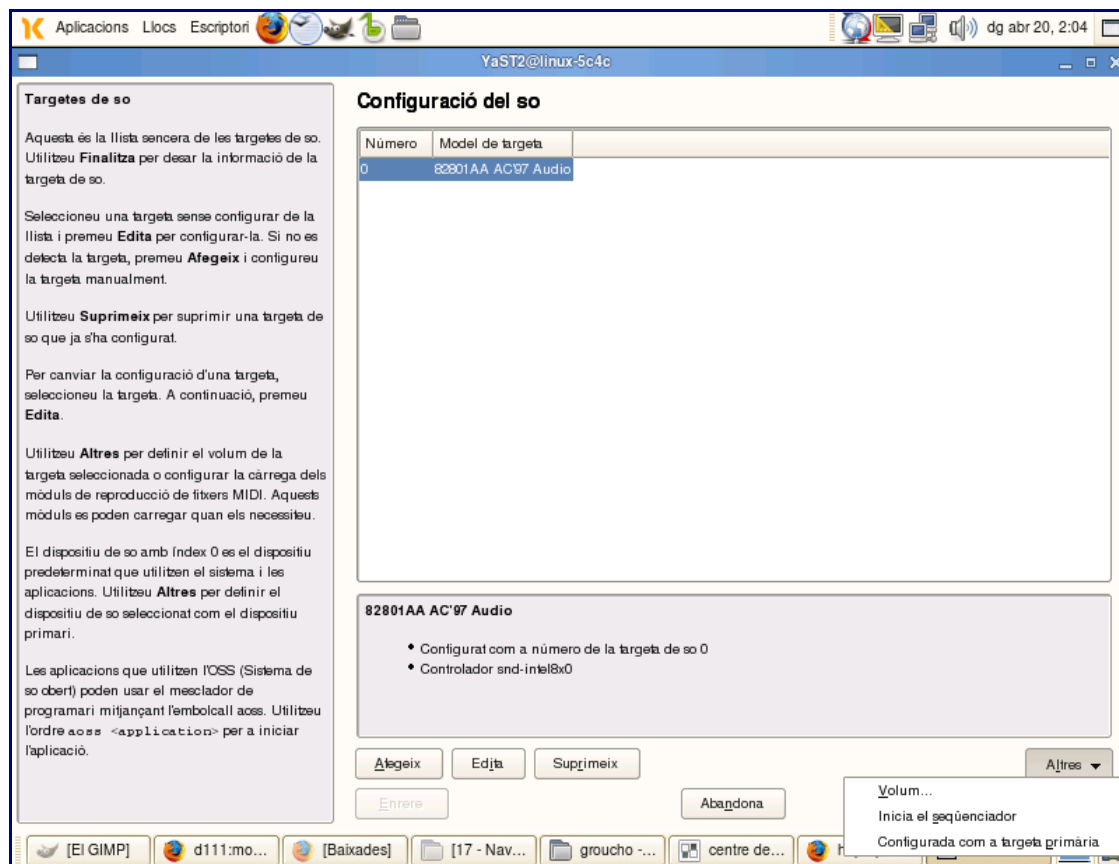 Aplicacions Llocs Escriptori dg abr 20, 2:04
YaST2@linux-5c4c
Targetes de so
Aquesta és la llista sencera de les targetes de so.
Utilitzeu Finalitza per desar la informació de la
targeta de so.
Seleccioneu una targeta sense configurar de la
llista i premeu Edita per configurar-la. Si no es
detecta la targeta, premeu Afegeix i configureu
la targeta manualment.
Utilitzeu Suprimeix per suprimir una targeta de
so que ja s'ha configurat.
Per canviar la configuració d'una targeta,
seleccioneu la targeta. A continuació, premeu
Edita.
Utilitzeu Altres per definir el volum de la
targeta seleccionada o configurar la càrrega dels
mòduls de reproducció de fitxers MIDI. Aquests
mòduls es poden carregar quan els necessiteu.
El dispositiu de so amb índex 0 es el dispositiu
predeterminat que utilitzen el sistema i les
aplicacions. Utilitzeu Altres per definir el
dispositiu de so seleccionat com el dispositiu
primari.
Les aplicacions que utilitzen l'OSS (Sistema de
so obert) poden usar el mesclador de
programari mitjançant l'embolcall aoss. Utilitzeu
l'ordre aoss <application> per a iniciar
l'aplicació.
Configuració del so
Número Model de targeta
0 82801AA AC'97 Audio
82801AA AC'97 Audio
• Configurat com a número de la targeta de so 0
• Controlador snd-intel8x0
Afegeix Edita Suprimeix Altres
Enrere Abandona
Volum...
Inicia el seqüenciador
Configurada com a targeta primària
[El GIMP] d111:mo... [Baixades] [17 - Nav... groucho -... centre de...